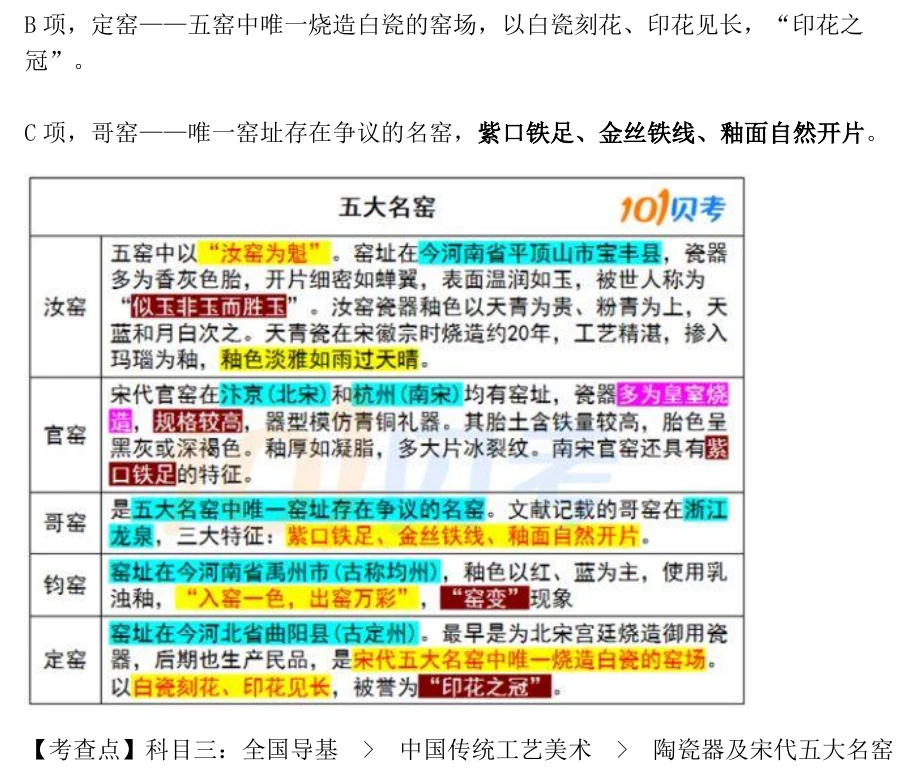 B 项，定窑——五窑中唯一烧造白瓷的窑场，以白瓷刻花、印花见长，“印花之
冠”。
C 项，哥窑——唯一窑址存在争议的名窑，紫口铁足、金丝铁线、釉面自然开片。
五大名窑
101贝考
汝窑
五窑中以“汝窑为魁”。窑址在今河南省平顶山市宝丰县，瓷器
多为香灰色胎，开片细密如蝉翼，表面温润如玉，被世人称为
“似玉非玉而胜玉”。汝窑瓷器釉色以天青为贵、粉青为上，天
蓝和月白次之。天青瓷在宋徽宗时烧造约20年，工艺精湛，掺入
玛瑙为釉，釉色淡雅如雨过天晴。
官窑
宋代官窑在汴京(北宋)和杭州(南宋)均有窑址，瓷器多为皇室烧
造，规格较高，器型模仿青铜礼器。其胎土含铁量较高，胎色呈
黑灰或深褐色。釉厚如凝脂，多大片冰裂纹。南宋官窑还具有紫
口铁足的特征。
哥窑
是五大名窑中唯一窑址存在争议的名窑。文献记载的哥窑在浙江
龙泉，三大特征：紫口铁足、金丝铁线、釉面自然开片。
钧窑
窑址在今河南省禹州市(古称均州)，釉色以红、蓝为主，使用乳
浊釉，“入窑一色，出窑万彩”，“窑变”现象
定窑
窑址在今河北省曲阳县(古定州)。最早是为北宋宫廷烧造御用瓷
器，后期也生产民品，是宋代五大名窑中唯一烧造白瓷的窑场。
以白瓷刻花、印花见长，被誉为“印花之冠”。
【考查点】科目三：全国导基 > 中国传统工艺美术 > 陶瓷器及宋代五大名窑